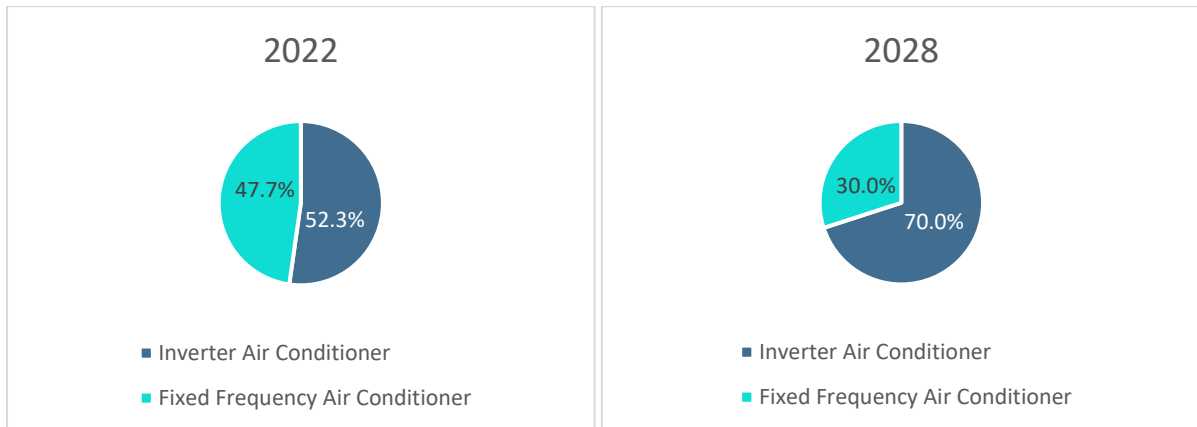 2022
47.7%
52.3%
Inverter Air Conditioner
Fixed Frequency Air Conditioner
2028
30.0%
70.0%
Inverter Air Conditioner
Fixed Frequency Air Conditioner